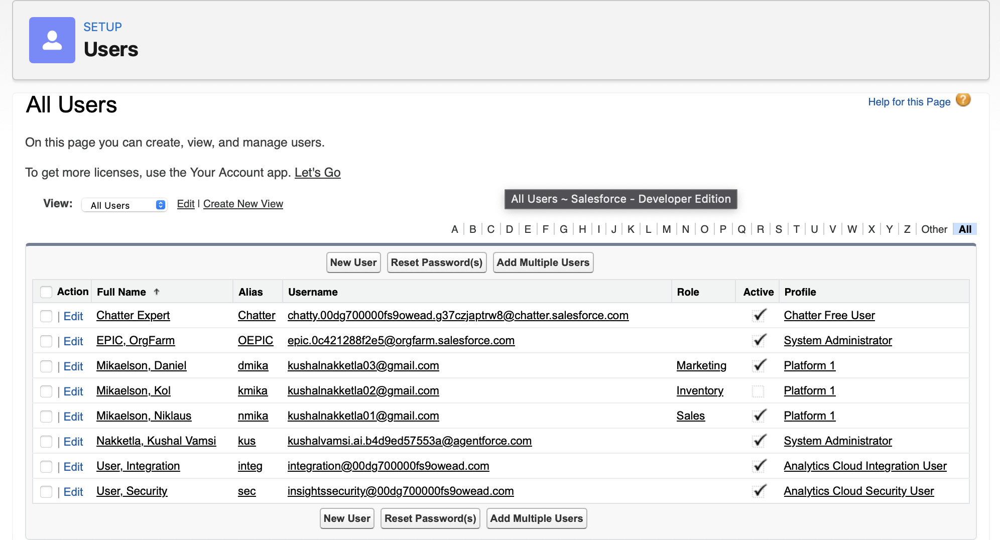 SETUP
Users
All Users
Help for this Page ?
On this page you can create, view, and manage users.
To get more licenses, use the Your Account app. Let's Go
View: All Users Edit | Create New View
All Users ~ Salesforce - Developer Edition
A | B | C | D | E | F | G | H | I | J | K | L | M | N | O | P | Q | R | S | T | U | V | W | X | Y | Z | Other | All
New User Reset Password(s) Add Multiple Users
Action Full Name ↑ Alias Username Role Active Profile
| Edit Chatter Expert Chatter chatty.00dg700000fs9owead.g37czjaptrw8@chatter.salesforce.com Chatter Free User
| Edit EPIC, OrgFarm OEPIC epic.0c421288f2e5@orgfarm.salesforce.com System Administrator
| Edit Mikaelson, Daniel dmika kushalnakketla03@gmail.com Marketing Platform 1
| Edit Mikaelson, Kol kmika kushalnakketla02@gmail.com Inventory Platform 1
| Edit Mikaelson, Niklaus nmika kushalnakketla01@gmail.com Sales Platform 1
| Edit Nakketla, Kushal Vamsi kus kushalvamsi.ai.b4d9ed57553a@agentforce.com System Administrator
| Edit User, Integration integ integration@00dg700000fs9owead.com Analytics Cloud Integration User
| Edit User, Security sec insightssecurity@00dg700000fs9owead.com Analytics Cloud Security User
New User Reset Password(s) Add Multiple Users